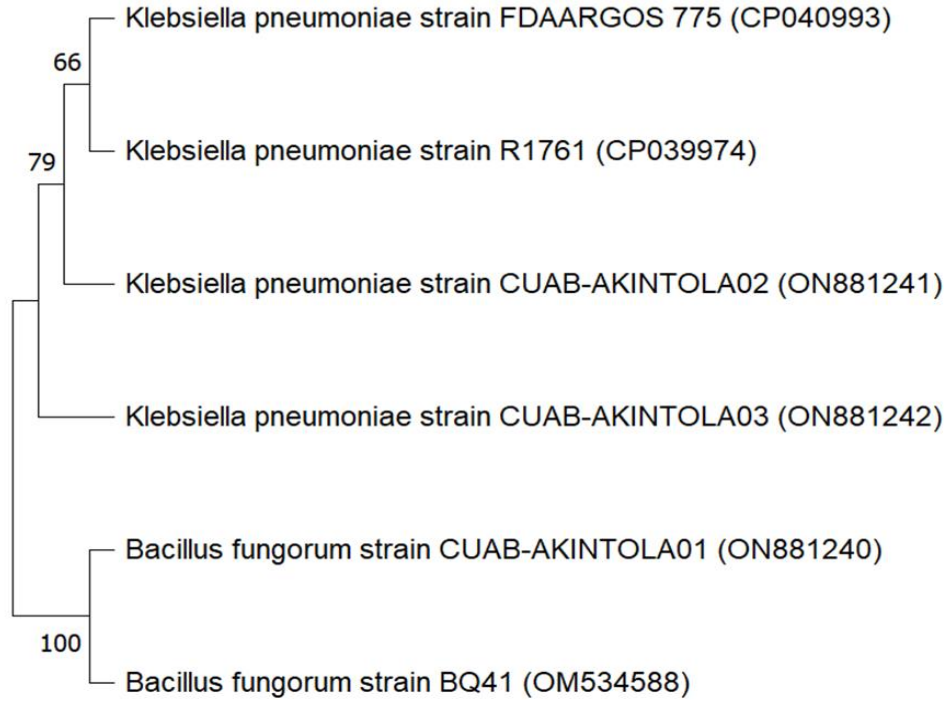 Klebsiella pneumoniae strain FDAARGOS 775 (CP040993)
66
Klebsiella pneumoniae strain R1761 (CP039974)
79
Klebsiella pneumoniae strain CUAB-AKINTOLA02 (ON881241)
Klebsiella pneumoniae strain CUAB-AKINTOLA03 (ON881242)
Bacillus fungorum strain CUAB-AKINTOLA01 (ON881240)
100
Bacillus fungorum strain BQ41 (OM534588)